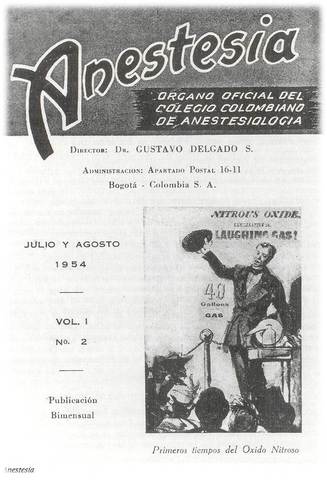 Anestesia
ORGANO OFICIAL DEL
COLEGIO COLOMBIANO
DE ANESTESIOLOGIA
DIRECTOR: DR. GUSTAVO DELGADO S.
ADMINISTRACION: APARTADO POSTAL 16-11
BOGOTÁ - COLOMBIA S. A.
JULIO Y AGOSTO
1954
VOL. I
No. 2
Publicación
Bimensual
NITROUS OXIDE,
LAUGHING GAS!
40
Gallons
GAS
Primeros tiempos del Oxido Nitroso
Anestesia